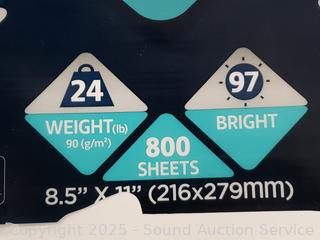 24
WEIGHT(lb)
90 (g/m²)
97
BRIGHT
800
SHEETS
8.5" X 11" (216x279mm)
Copyright 2025 - Sound Auction Service